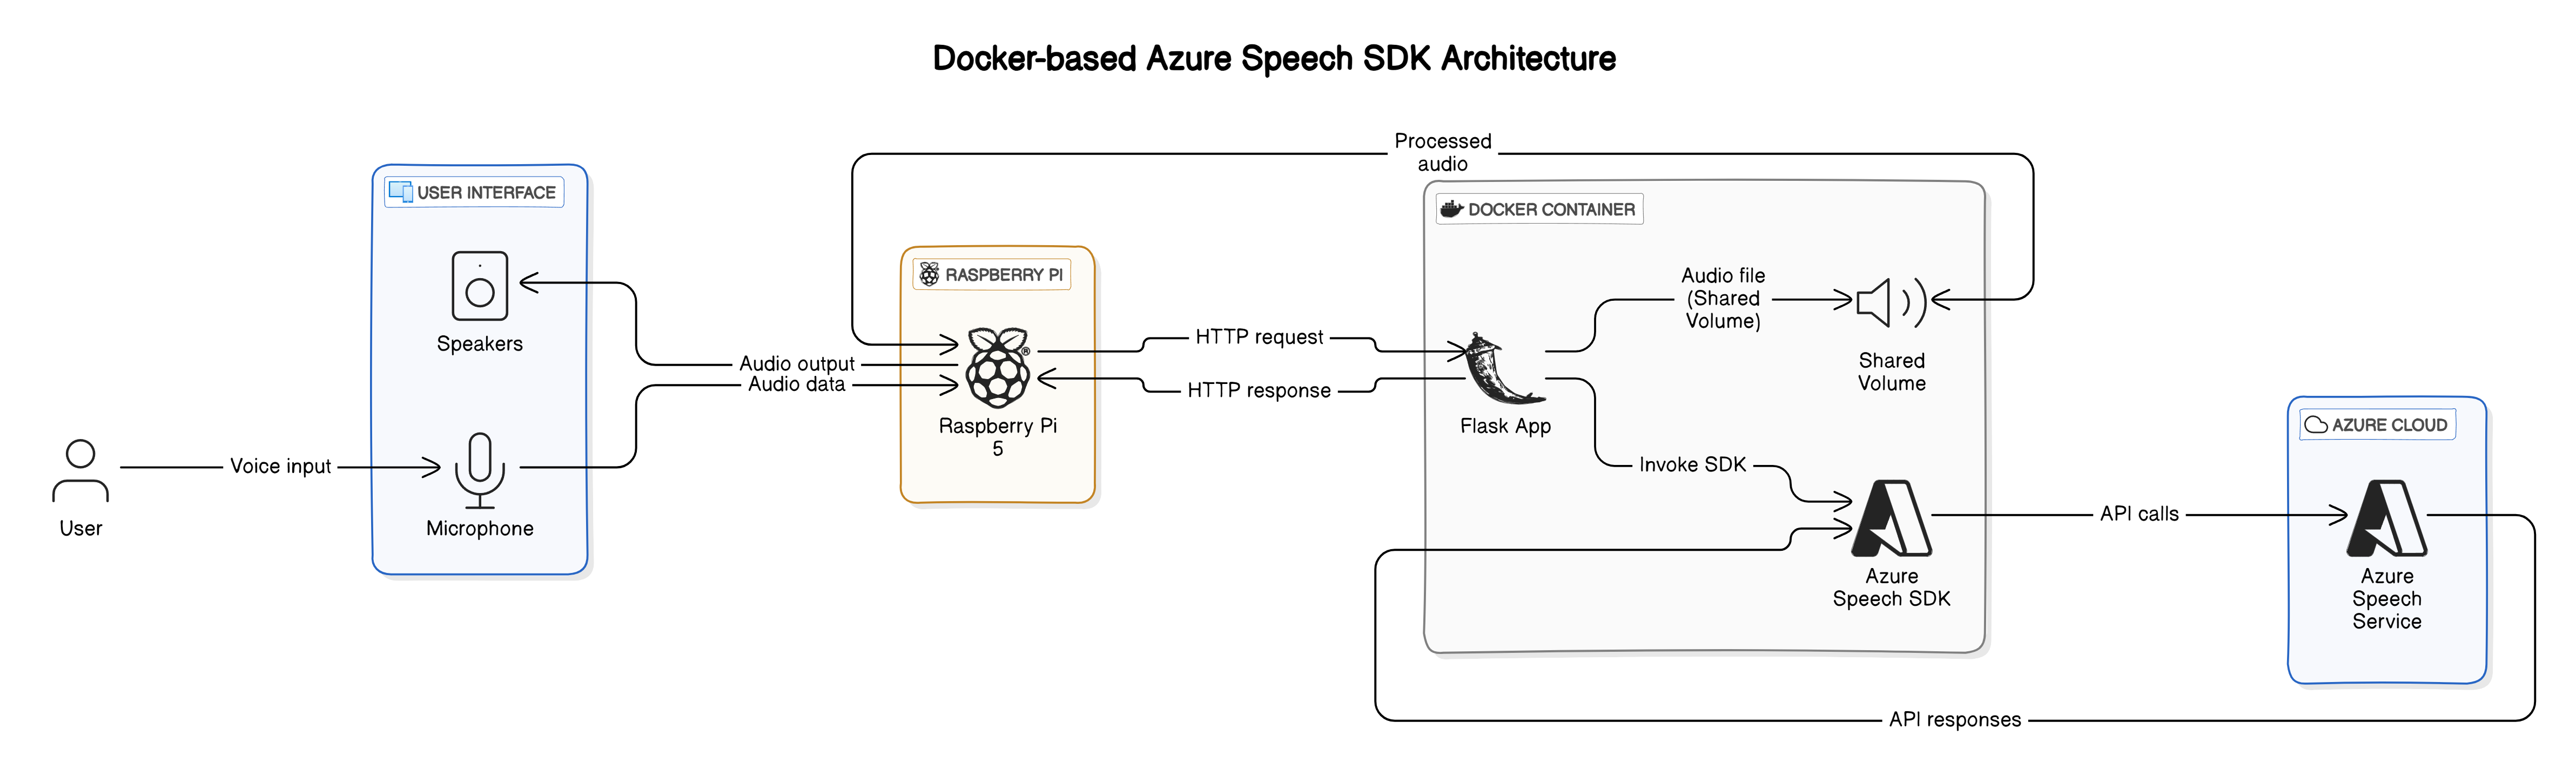 Docker-based Azure Speech SDK Architecture
Processed
audio
USER INTERFACE
DOCKER CONTAINER
RASPBERRY PI
Audio file
(Shared
Volume)
Speakers
HTTP request
Audio output
Audio data
HTTP response
Shared
Volume
®
Raspberry Pi
5
Flask App
AZURE CLOUD
Voice input
Invoke SDK
User
Microphone
API calls
Azure
Speech SDK
Azure
Speech
Service
API responses